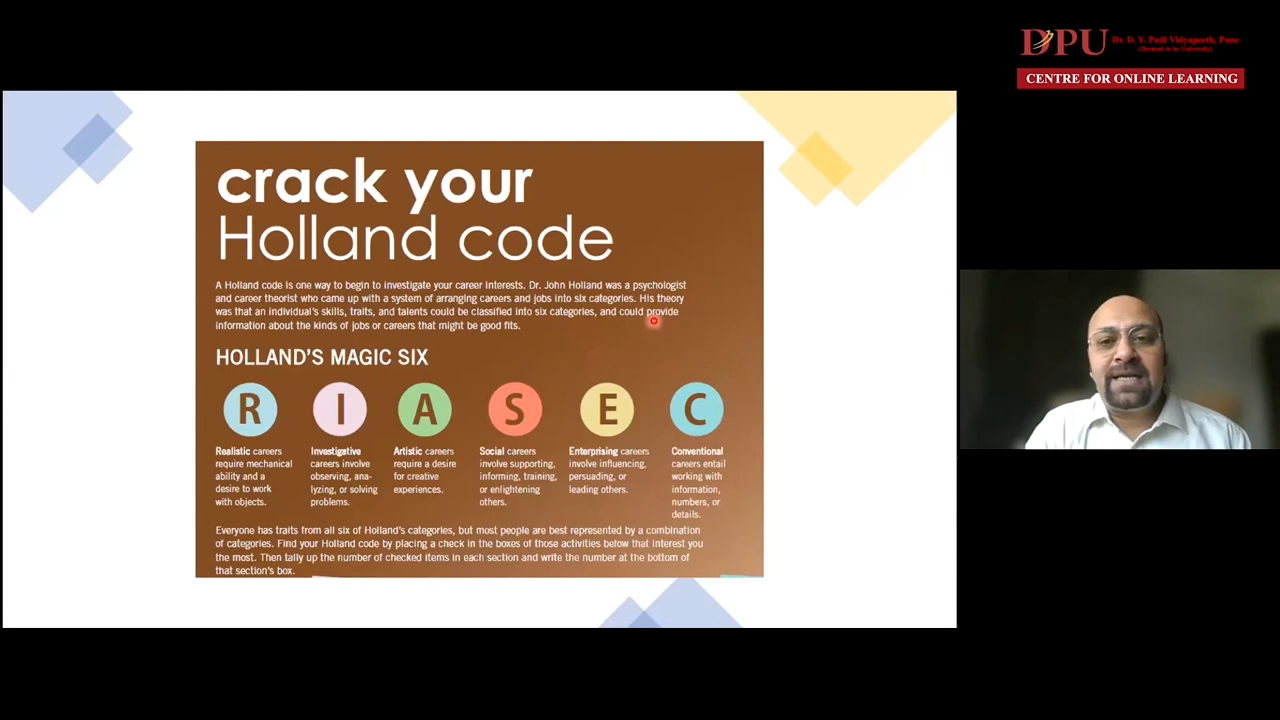 DPU Dr. D. Y. Patil Vidyapeeth, Pune
(Deemed to be University)
CENTRE FOR ONLINE LEARNING
crack your
Holland code
A Holland code is one way to begin to investigate your career interests. Dr. John Holland was a psychologist
and career theorist who came up with a system of arranging careers and jobs into six categories. His theory
was that an individual's skills, traits, and talents could be classified into six categories, and could provide
information about the kinds of jobs or careers that might be good fits.
HOLLAND'S MAGIC SIX
R I A S E C
Realistic careers
require mechanical
ability and a
desire to work
with objects.
Investigative
careers involve
observing, ana-
lyzing, or solving
problems.
Artistic careers
require a desire
for creative
experiences.
Social careers
involve supporting,
informing, training,
or enlightening
others.
Enterprising careers
involve influencing,
persuading, or
leading others.
Conventional
careers entail
working with
information,
numbers, or
details.
Everyone has traits from all six of Holland's categories, but most people are best represented by a combination
of categories. Find your Holland code by placing a check in the boxes of those activities below that interest you
the most. Then tally up the number of checked items in each section and write the number at the bottom of
that section's box.